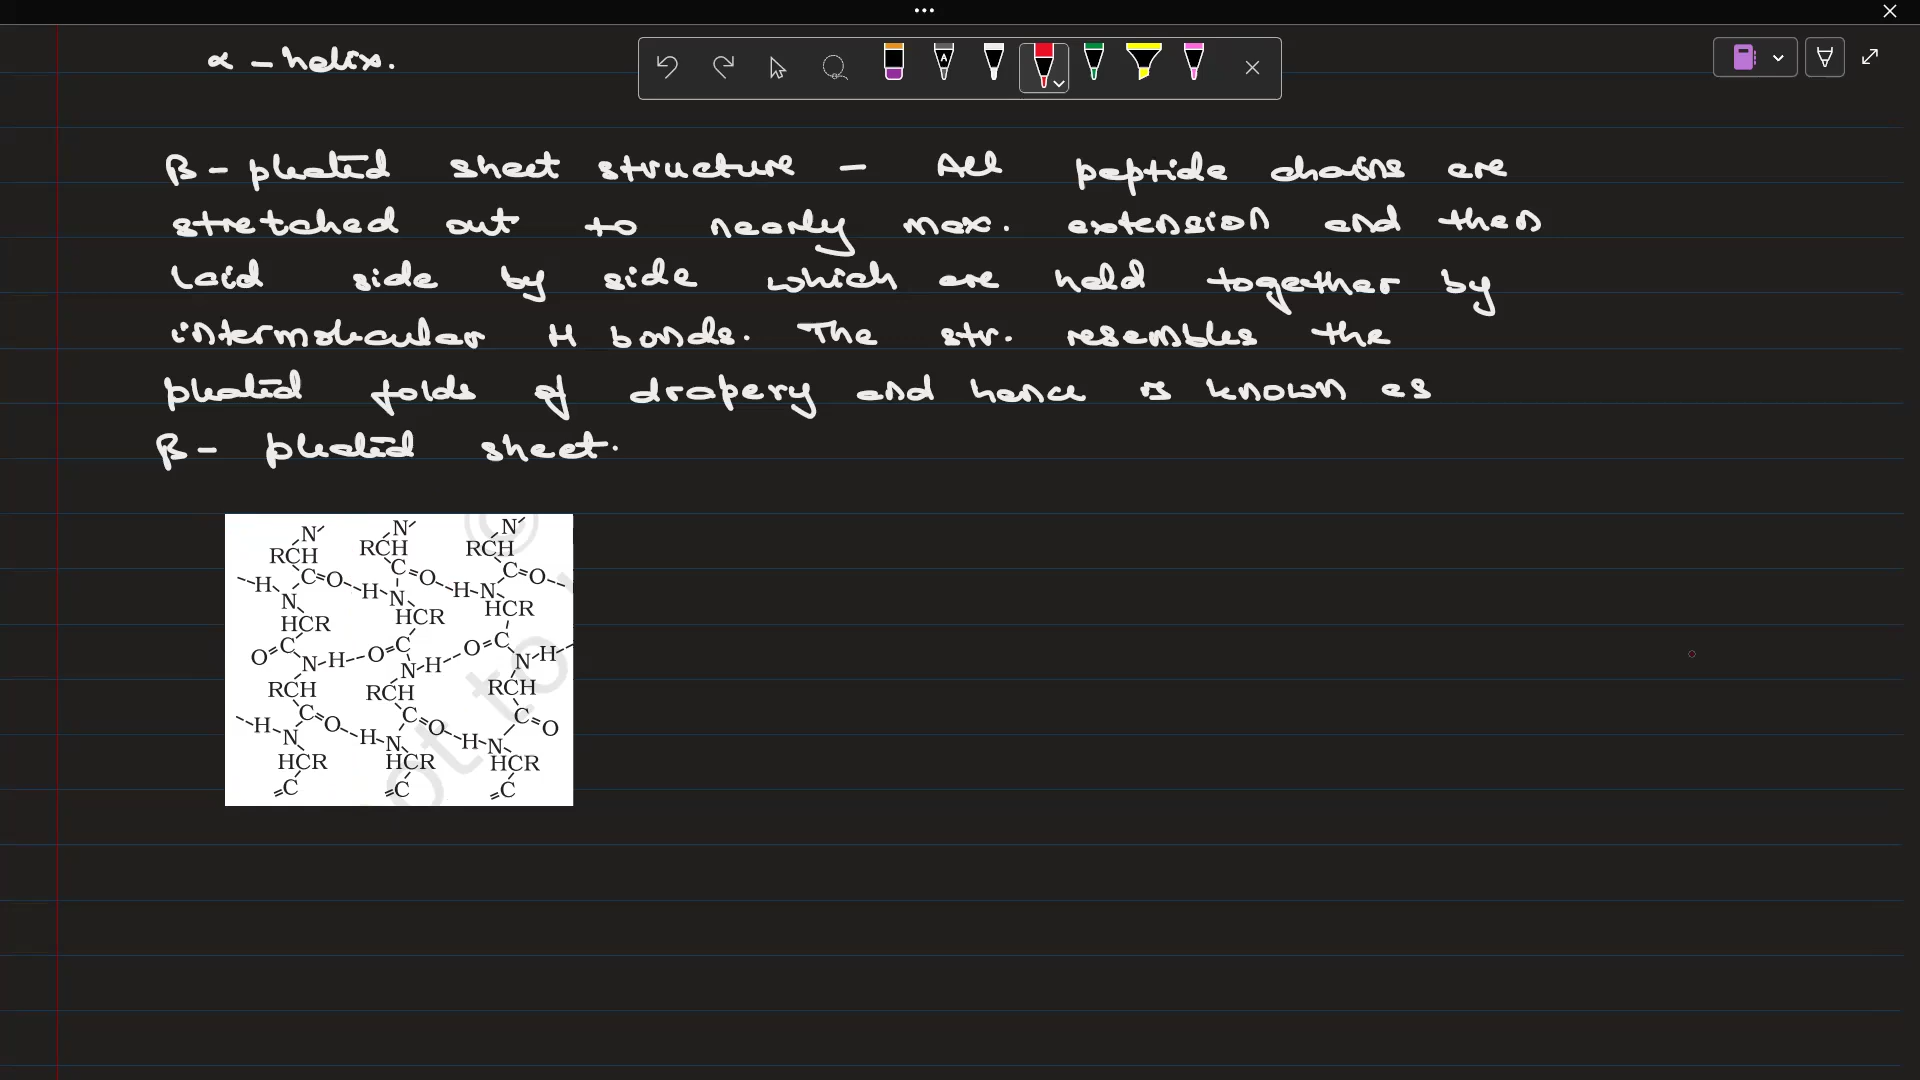 α - helix.
β - pleated sheet structure - All peptide chains are
stretched out to nearly max. extension and then
laid side by side which are held together by
intermolecular H bonds. The str. resembles the
pleated folds of drapery and hence is known as
β - pleated sheet.
N N N
RCH RCH RCH
C=O C=O C=O
H H H
N N N
HCR HCR HCR
O=C O=C O=C
N-H N-H N-H
RCH RCH RCH
C=O C=O C=O
H H H
N N N
HCR HCR HCR
=C =C =C
not to